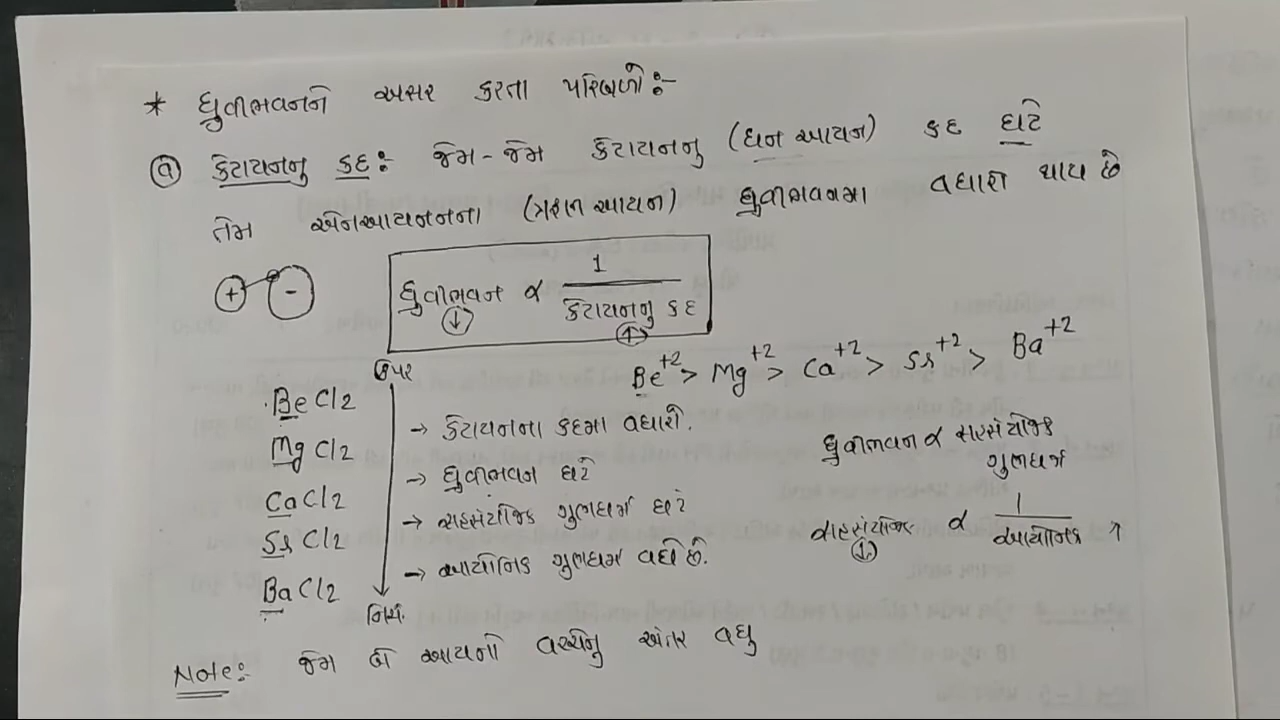 * ધ્રુવીભવનને અસર કરતા પરિબળો :-
(૧) કેટાયનનુ કદ : જેમ-જેમ કેટાયનનુ (ધન આયન) કદ ઘટે
તેમ એનઆયનનના (ઋણ આયન) ધ્રુવીભવનમા વધારો થાય છે
+ -
ધ્રુવીભવન ∝ 1 / કેટાયનનુ કદ
↓ ↑
Be+2 > Mg+2 > Ca+2 > Sr+2 > Ba+2
ઉપર
BeCl2
MgCl2
CaCl2
SrCl2
BaCl2
નિચે
→ કેટાયનના કદમા વધારો.
→ ધ્રુવીભવન ઘટે
→ સહસંયોજક ગુણધર્મ ઘટે
→ આયોનિક ગુણધર્મ વધે છે.
ધ્રુવીભવન ∝ સહસંયોજક
ગુણધર્મ
સહસંયોજક ∝ 1 / આયોનિક ↑
↓
Note:- જેમ બે આયનો વચ્ચેનુ અંતર વધુ